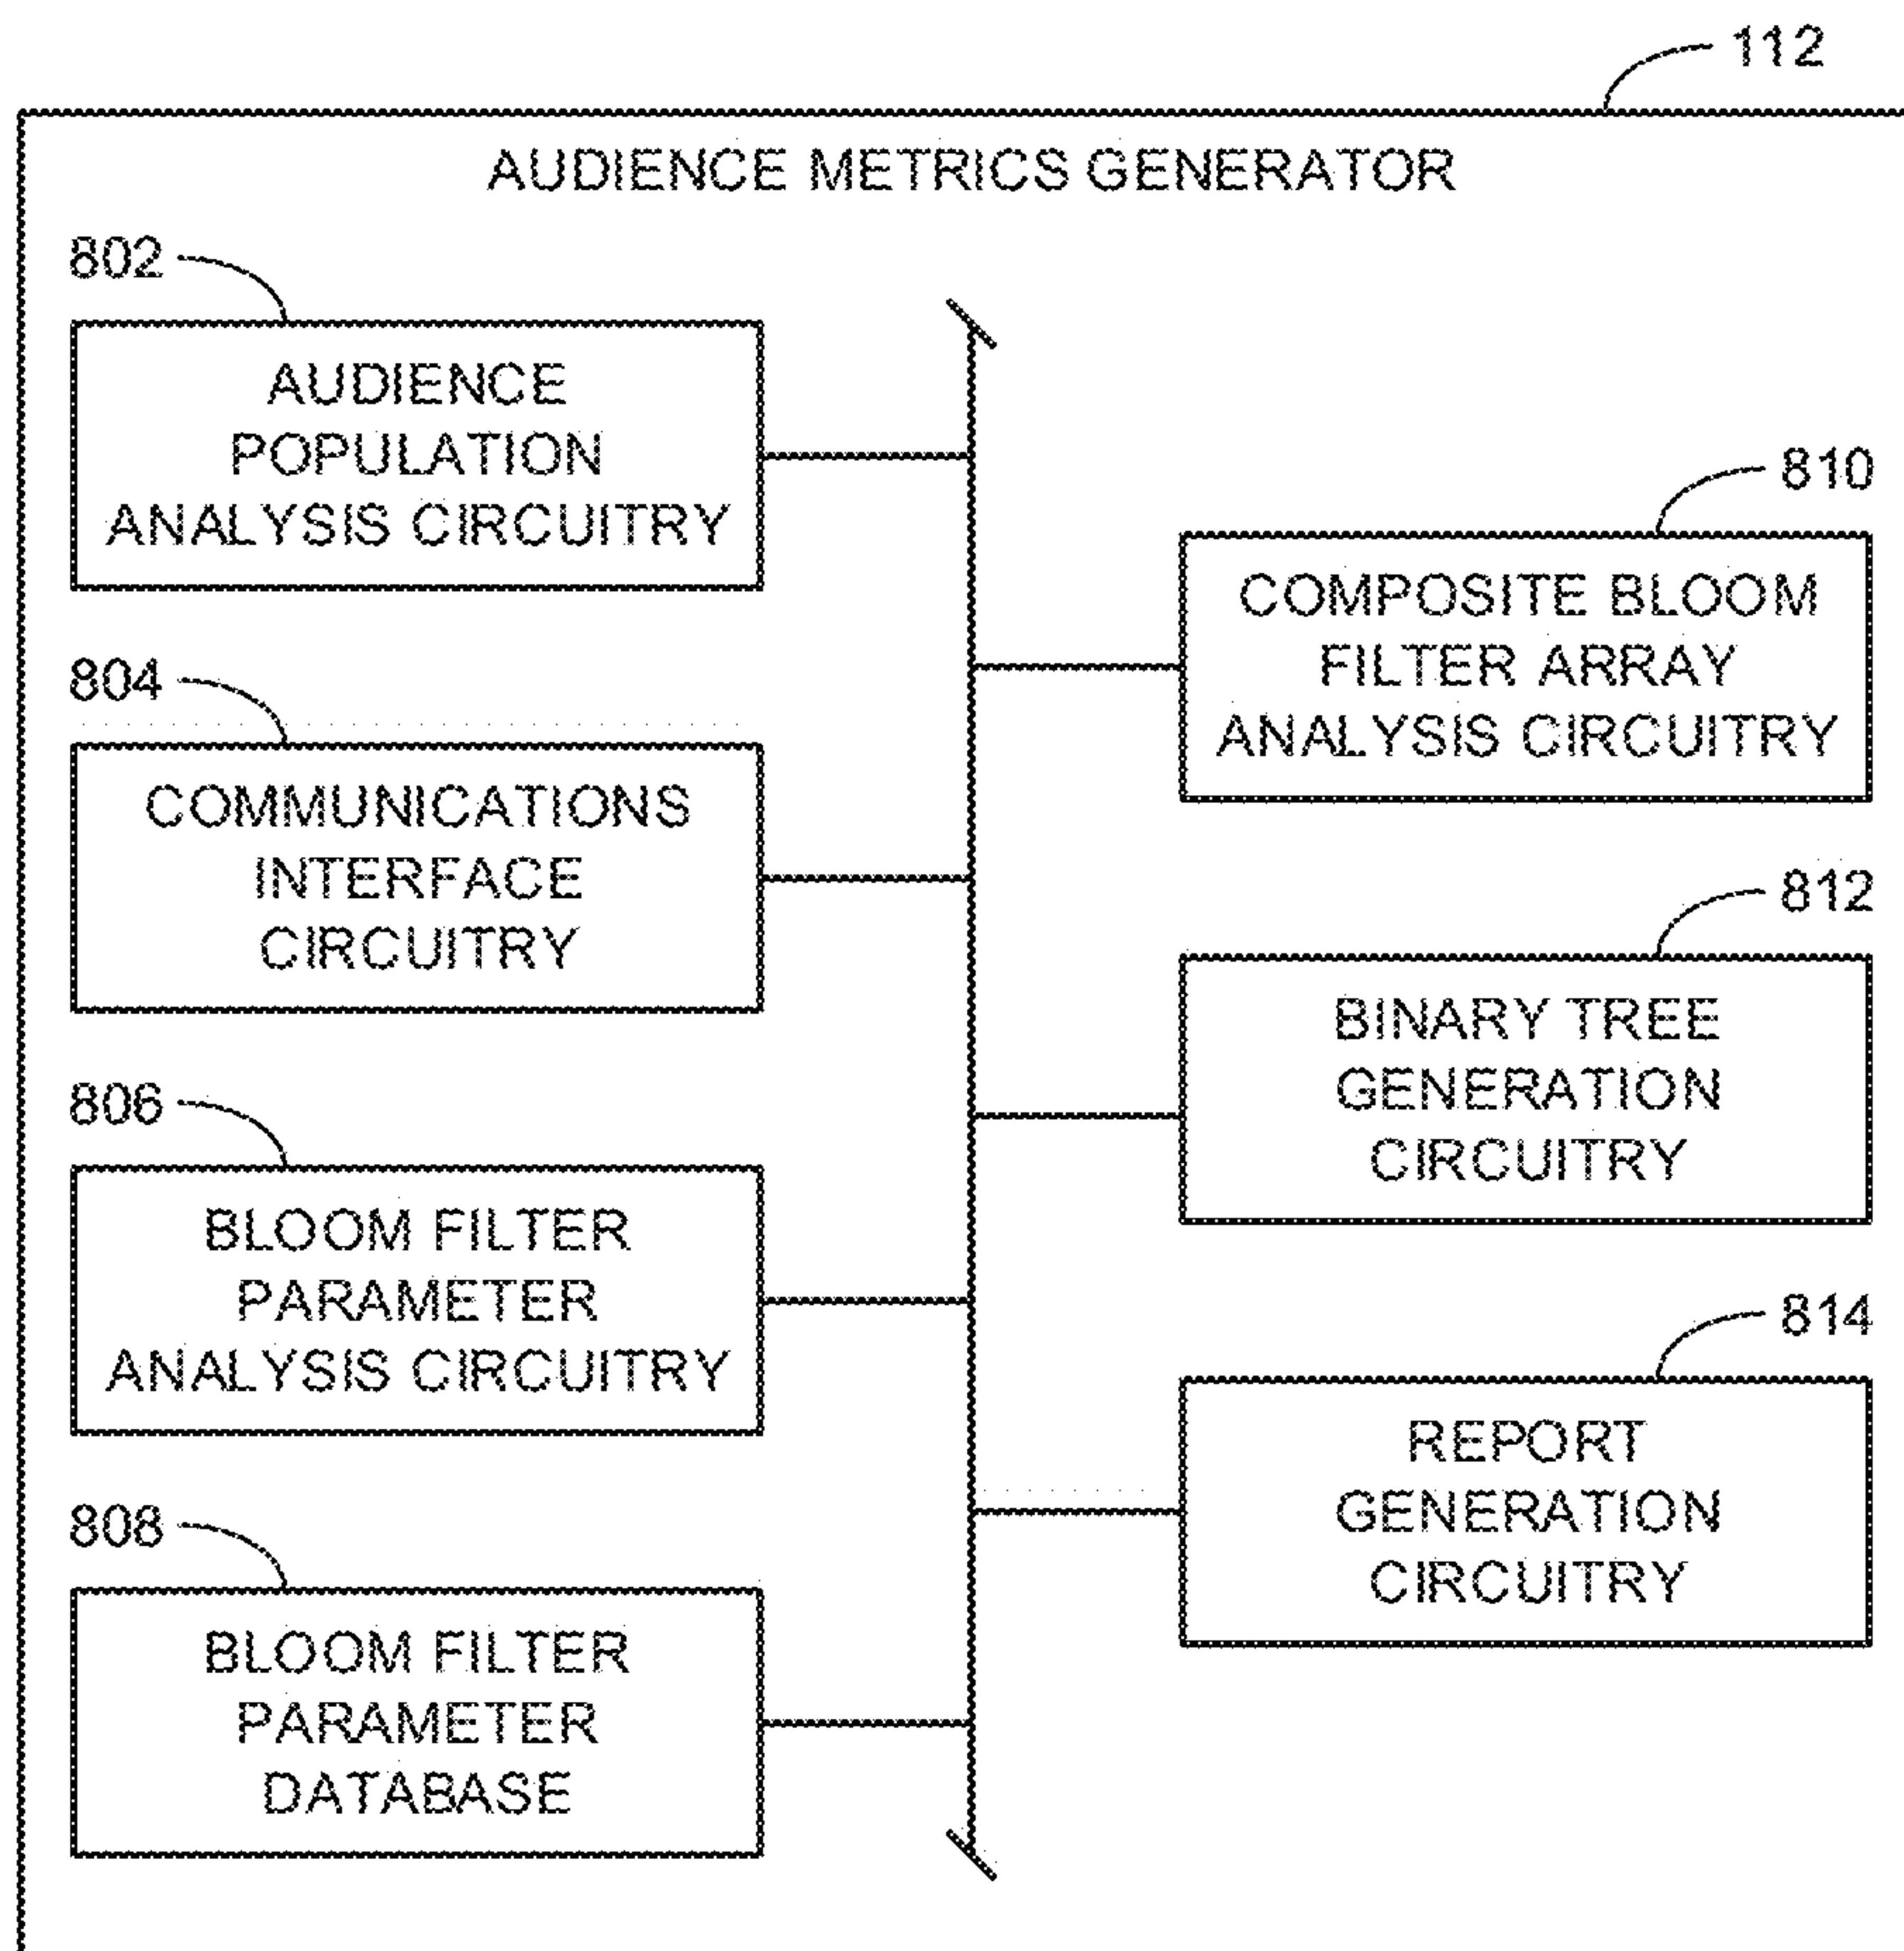 112
AUDIENCE METRICS GENERATOR
802
AUDIENCE
POPULATION
ANALYSIS CIRCUITRY
804
COMMUNICATIONS
INTERFACE
CIRCUITRY
806
BLOOM FILTER
PARAMETER
ANALYSIS CIRCUITRY
808
BLOOM FILTER
PARAMETER
DATABASE
810
COMPOSITE BLOOM
FILTER ARRAY
ANALYSIS CIRCUITRY
812
BINARY TREE
GENERATION
CIRCUITRY
814
REPORT
GENERATION
CIRCUITRY